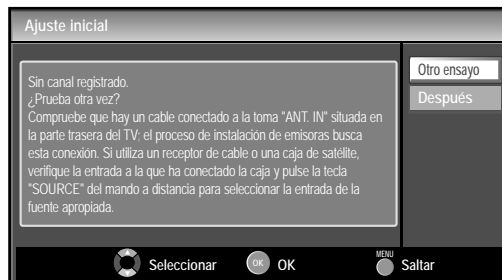 Ajuste inicial
Sin canal registrado.
¿Prueba otra vez?
Compruebe que hay un cable conectado a la toma "ANT. IN" situada en
la parte trasera del TV; el proceso de instalación de emisoras busca
esta conexión. Si utiliza un receptor de cable o una caja de satélite,
verifique la entrada a la que ha conectado la caja y pulse la tecla
"SOURCE" del mando a distancia para seleccionar la entrada de la
fuente apropiada.
Otro ensayo
Después
Seleccionar OK OK MENU Saltar